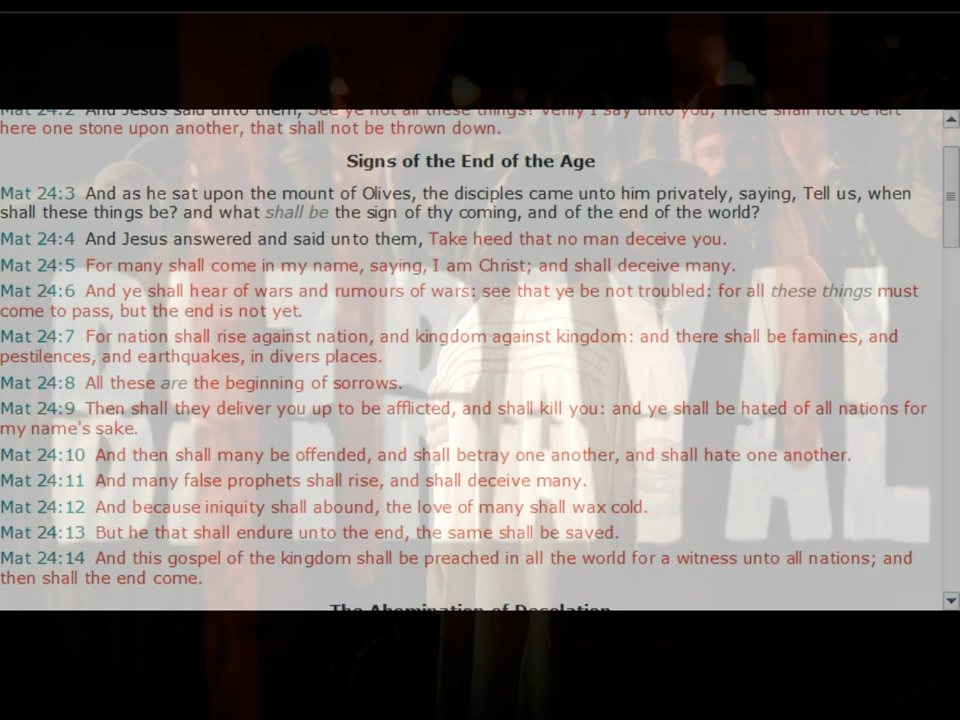 Mat 24:2 And Jesus said unto them, See ye not all these things? verily I say unto you, There shall not be left
here one stone upon another, that shall not be thrown down.
Signs of the End of the Age
Mat 24:3 And as he sat upon the mount of Olives, the disciples came unto him privately, saying, Tell us, when
shall these things be? and what shall be the sign of thy coming, and of the end of the world?
Mat 24:4 And Jesus answered and said unto them, Take heed that no man deceive you.
Mat 24:5 For many shall come in my name, saying, I am Christ; and shall deceive many.
Mat 24:6 And ye shall hear of wars and rumours of wars: see that ye be not troubled: for all these things must
come to pass, but the end is not yet.
Mat 24:7 For nation shall rise against nation, and kingdom against kingdom: and there shall be famines, and
pestilences, and earthquakes, in divers places.
Mat 24:8 All these are the beginning of sorrows.
Mat 24:9 Then shall they deliver you up to be afflicted, and shall kill you: and ye shall be hated of all nations for
my name's sake.
Mat 24:10 And then shall many be offended, and shall betray one another, and shall hate one another.
Mat 24:11 And many false prophets shall rise, and shall deceive many.
Mat 24:12 And because iniquity shall abound, the love of many shall wax cold.
Mat 24:13 But he that shall endure unto the end, the same shall be saved.
Mat 24:14 And this gospel of the kingdom shall be preached in all the world for a witness unto all nations; and
then shall the end come.
The Abomination of Desolation
BETRAYAL